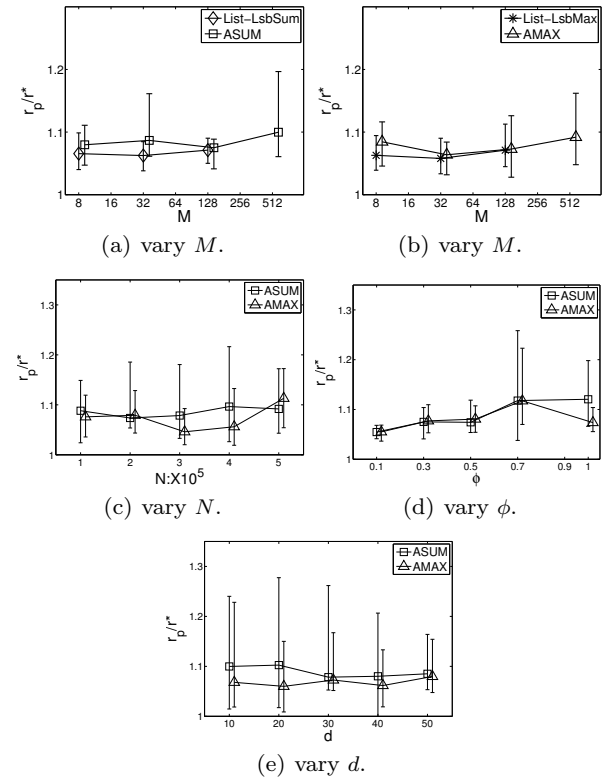 List−LsbSum
ASUM
1.2
1.1
1
r_p/r*
8 16 32 64 128 256 512
M
(a) vary M.
List−LsbMax
AMAX
1.2
1.1
1
r_p/r*
8 16 32 64 128 256 512
M
(b) vary M.
ASUM
AMAX
1.3
1.2
1.1
1
r_p/r*
1 2 3 4 5
N:X10^5
(c) vary N.
ASUM
AMAX
1.3
1.2
1.1
1
r_p/r*
0.1 0.3 0.5 0.7 0.9 1
ϕ
(d) vary ϕ.
ASUM
AMAX
1.3
1.2
1.1
1
r_p/r*
10 20 30 40 50
d
(e) vary d.